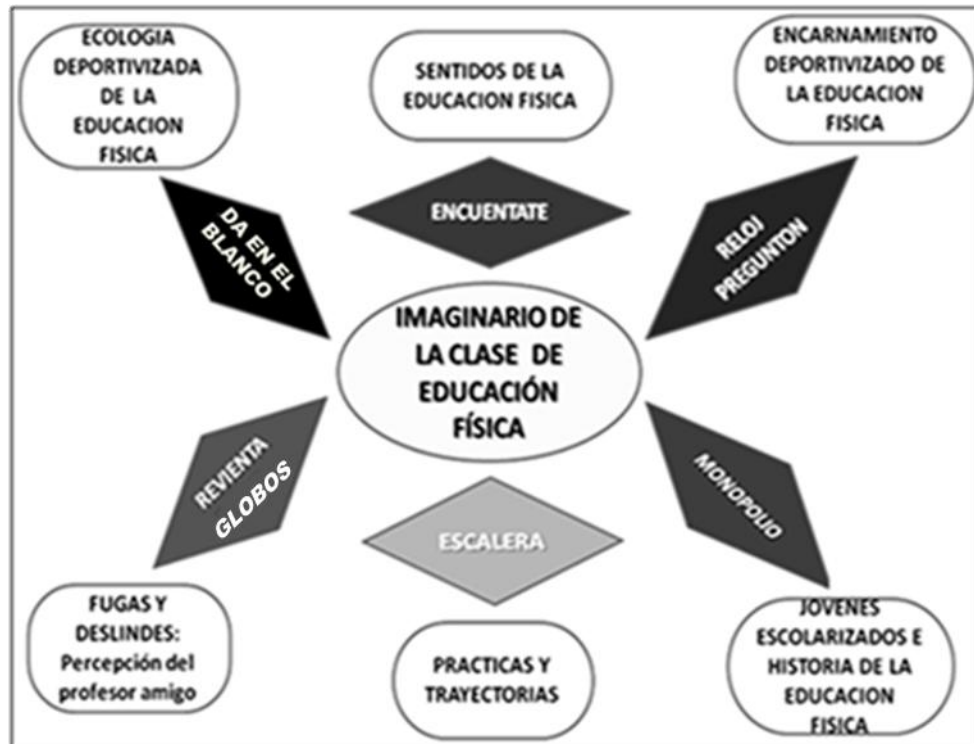 ECOLOGIA
DEPORTIVIZADA
DE LA
EDUCACION
FISICA
SENTIDOS DE LA
EDUCACION FISICA
ENCARNAMIENTO
DEPORTIVIZADO DE
LA EDUCACION
FISICA
DA EN EL
BLANCO
ENCUENTATE
RELOJ
PREGUNTON
IMAGINARIO DE
LA CLASE DE
EDUCACIÓN
FÍSICA
REVIENTA
GLOBOS
ESCALERA
MONOPOLIO
FUGAS Y
DESLINDES:
Percepción del
profesor amigo
PRACTICAS Y
TRAYECTORIAS
JOVENES
ESCOLARIZADOS E
HISTORIA DE LA
EDUCACION
FISICA